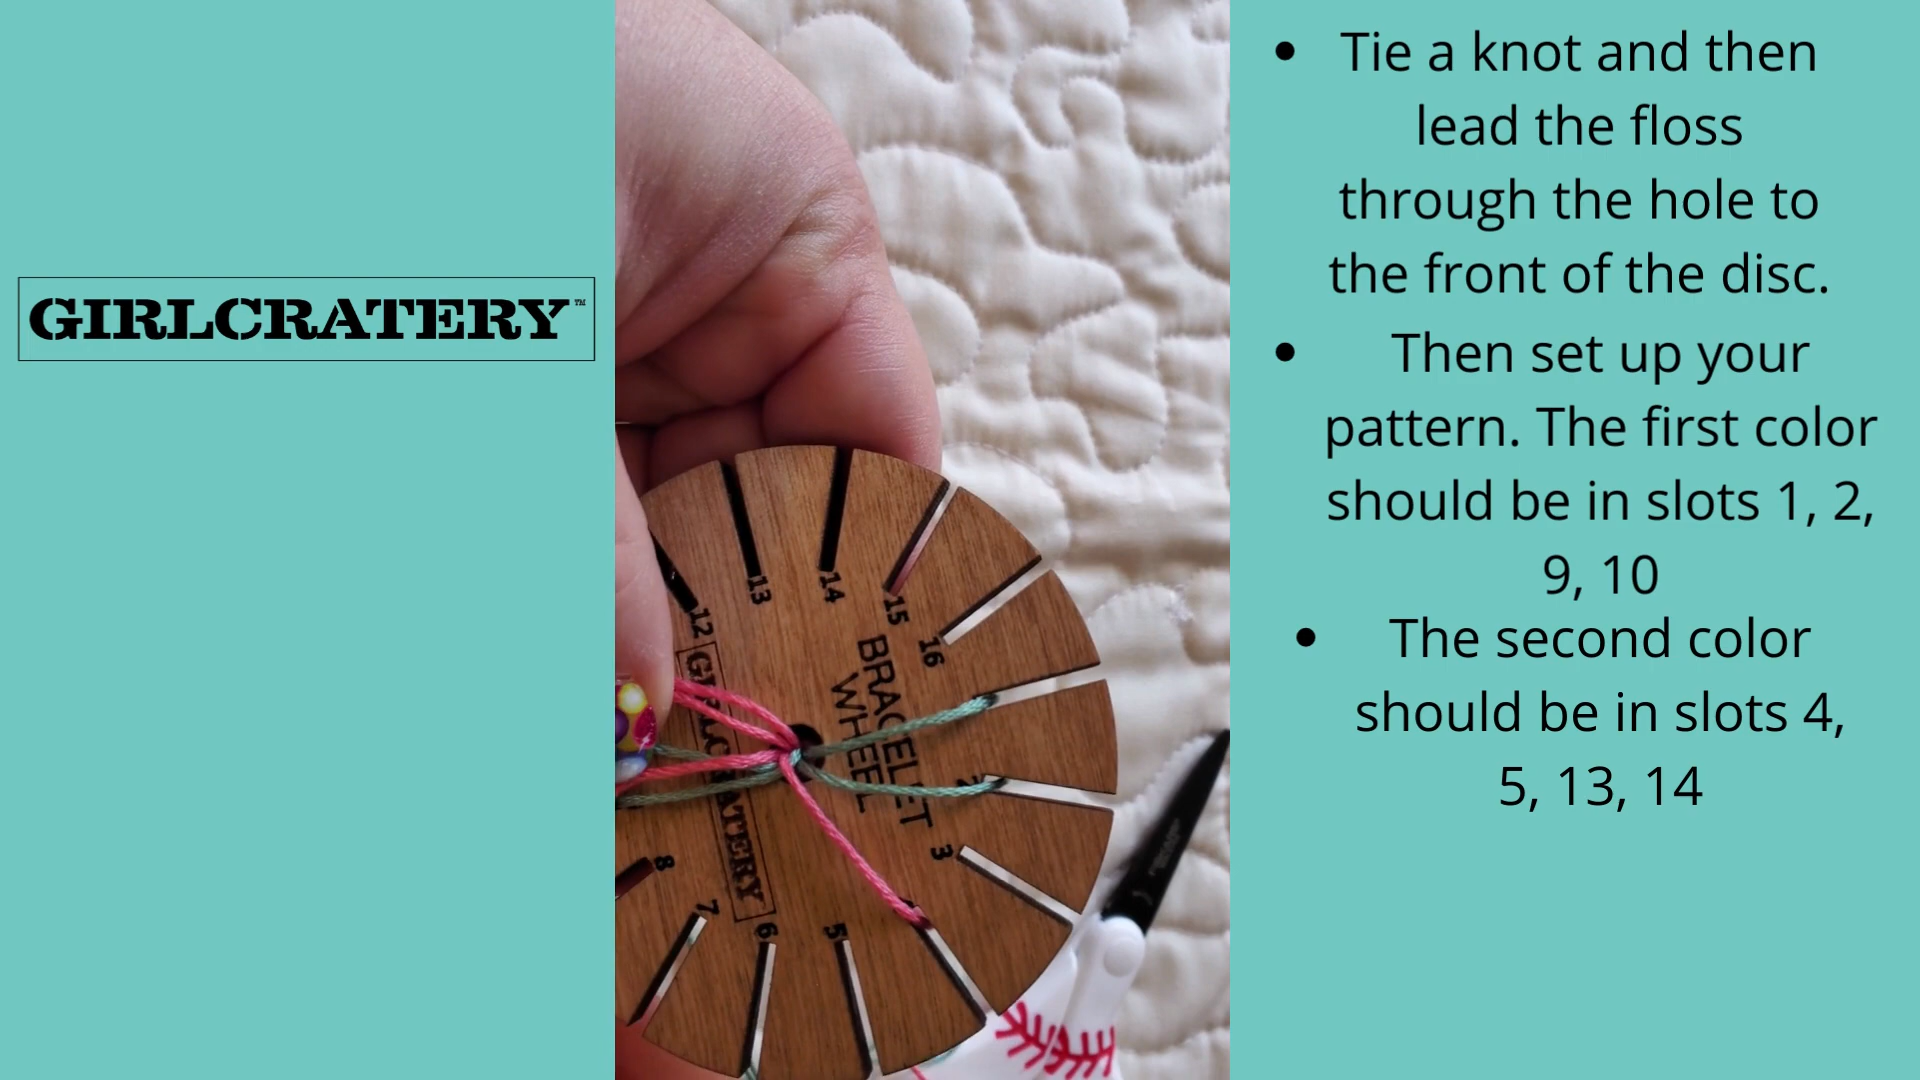 GIRLCRATERY™
Tie a knot and then
lead the floss
through the hole to
the front of the disc.
Then set up your
pattern. The first color
should be in slots 1, 2,
9, 10
The second color
should be in slots 4,
5, 13, 14
12
13
14
15
16
BRACELET
WHEEL
GIRLCRATERY
2
3
5
6
7
8